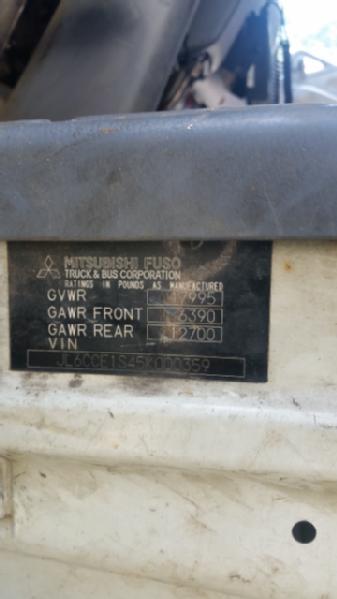 MITSUBISHI FUSO
TRUCK & BUS CORPORATION
RATINGS IN POUNDS AS MANUFACTURED
GVWR 17995
GAWR FRONT 6390
GAWR REAR 12700
VIN
JL6CCE1S45K000359